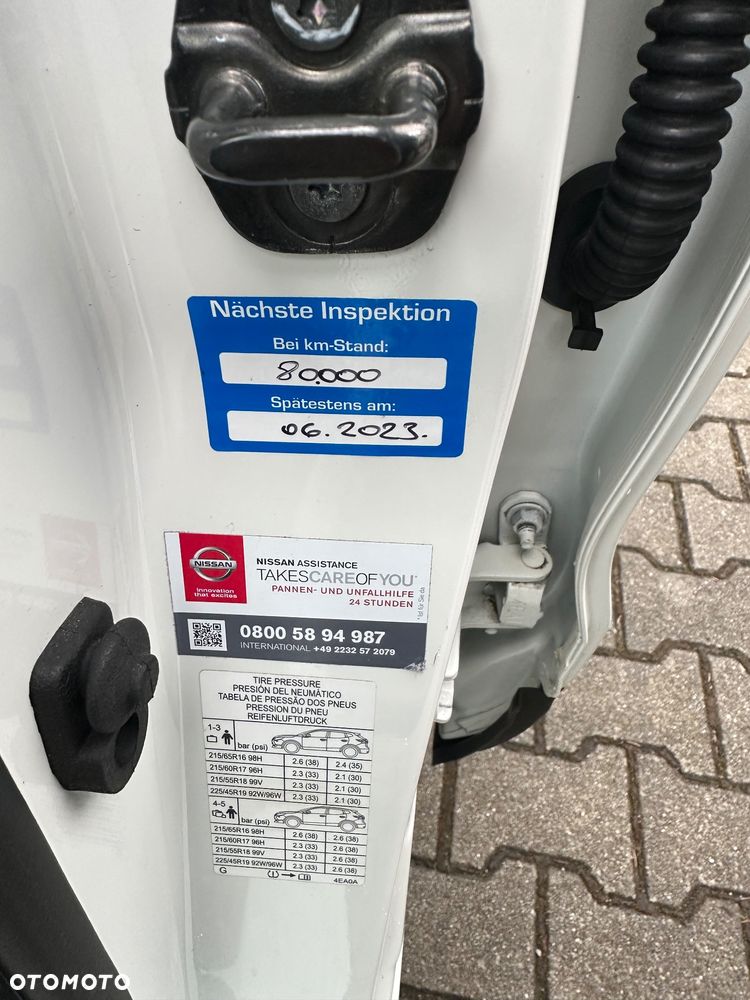 Nächste Inspektion
Bei km-Stand:
80.000
Spätestens am:
06.2023.
NISSAN
Innovation
that excites
NISSAN ASSISTANCE
TAKESCAREOFYOU*
PANNEN- UND UNFALLHILFE
24 STUNDEN
*Ist für Sie da
0800 58 94 987
INTERNATIONAL +49 2232 57 2079
TIRE PRESSURE
PRESIÓN DEL NEUMÁTICO
TABELA DE PRESSÃO DOS PNEUS
PRESSION DU PNEU
REIFENLUFTDRUCK
1-3
bar (psi)
215/65R16 98H 2.6 (38) 2.4 (35)
215/60R17 96H 2.3 (33) 2.1 (30)
215/55R18 99V 2.3 (33) 2.1 (30)
225/45R19 92W/96W 2.3 (33) 2.1 (30)
4-5
bar (psi)
215/65R16 98H 2.6 (38) 2.6 (38)
215/60R17 96H 2.3 (33) 2.6 (38)
215/55R18 99V 2.3 (33) 2.6 (38)
225/45R19 92W/96W 2.3 (33) 2.6 (38)
G 4EA0A
OTOMOTO